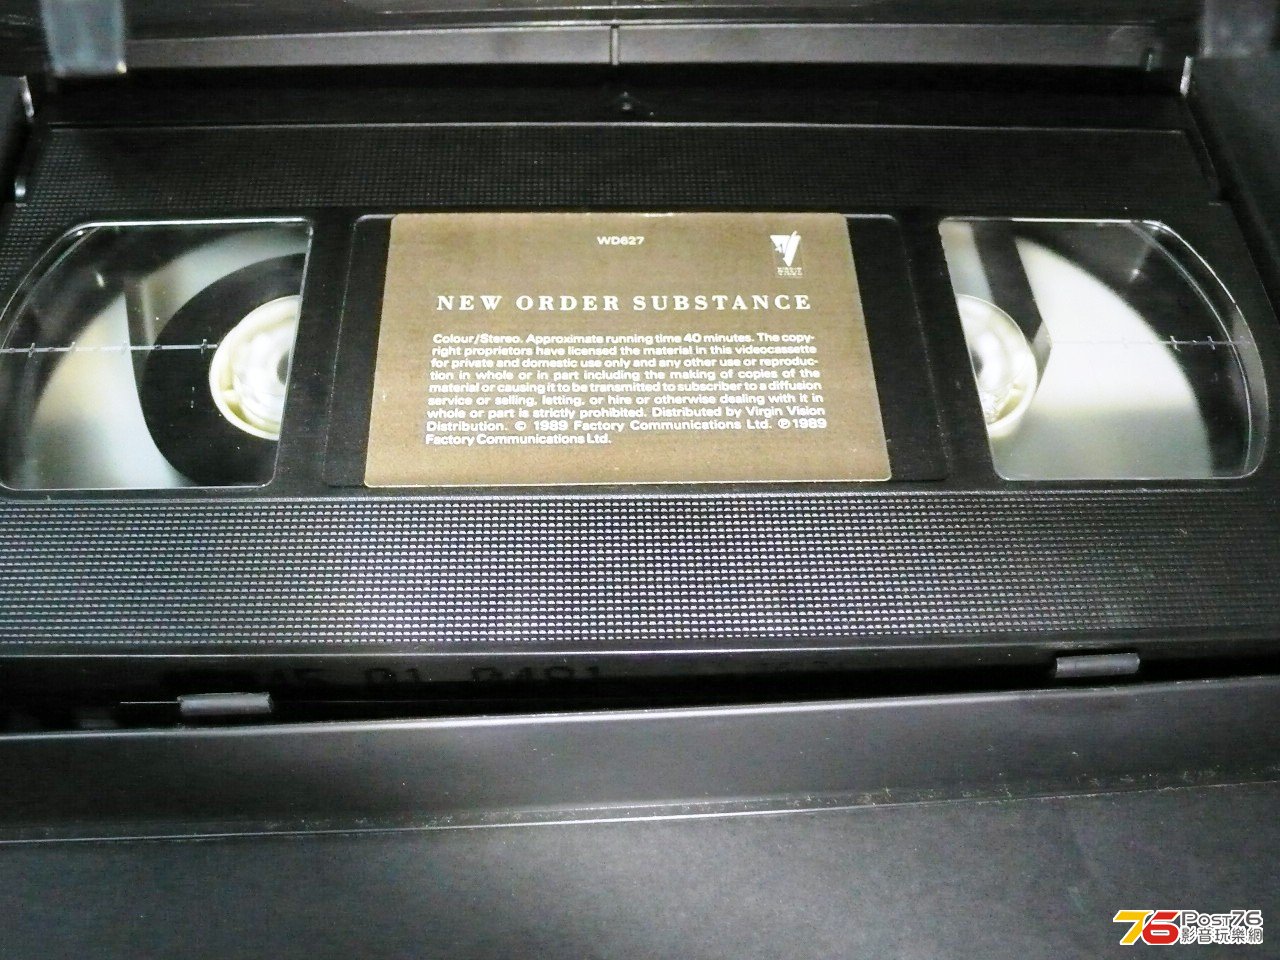 WD627
NEW ORDER SUBSTANCE
Colour/Stereo. Approximate running time 40 minutes. The copy-
right proprietors have licensed the material in this videocassette
for private and domestic use only and any other use or reproduc-
tion in whole or in part including the making of copies of the
material or causing it to be transmitted to subscriber to a diffusion
service or selling, letting, or hire or otherwise dealing with it in
whole or part is strictly prohibited. Distributed by Virgin Vision
Distribution. © 1989 Factory Communications Ltd. ℗ 1989
Factory Communications Ltd.
76 Post76
影音玩樂網